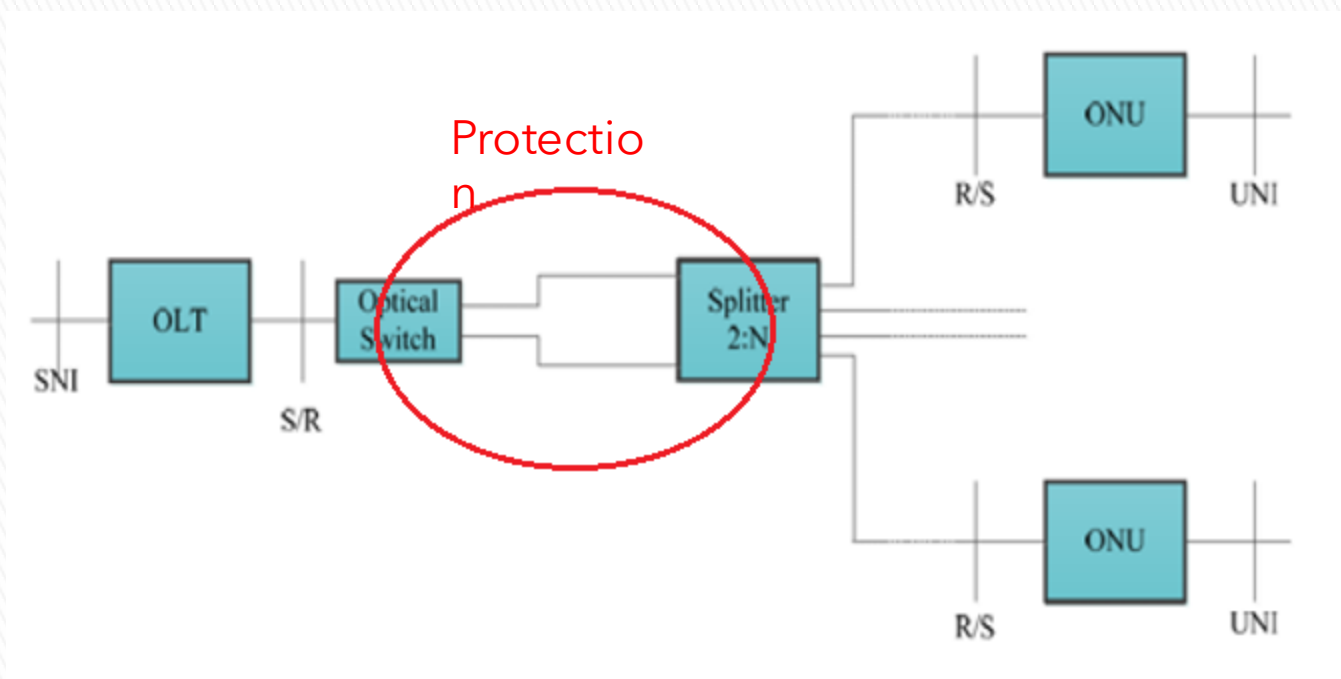 Protectio
n
SNI
OLT
S/R
Optical
Switch
Splitter
2:N
R/S
ONU
UNI
R/S
ONU
UNI